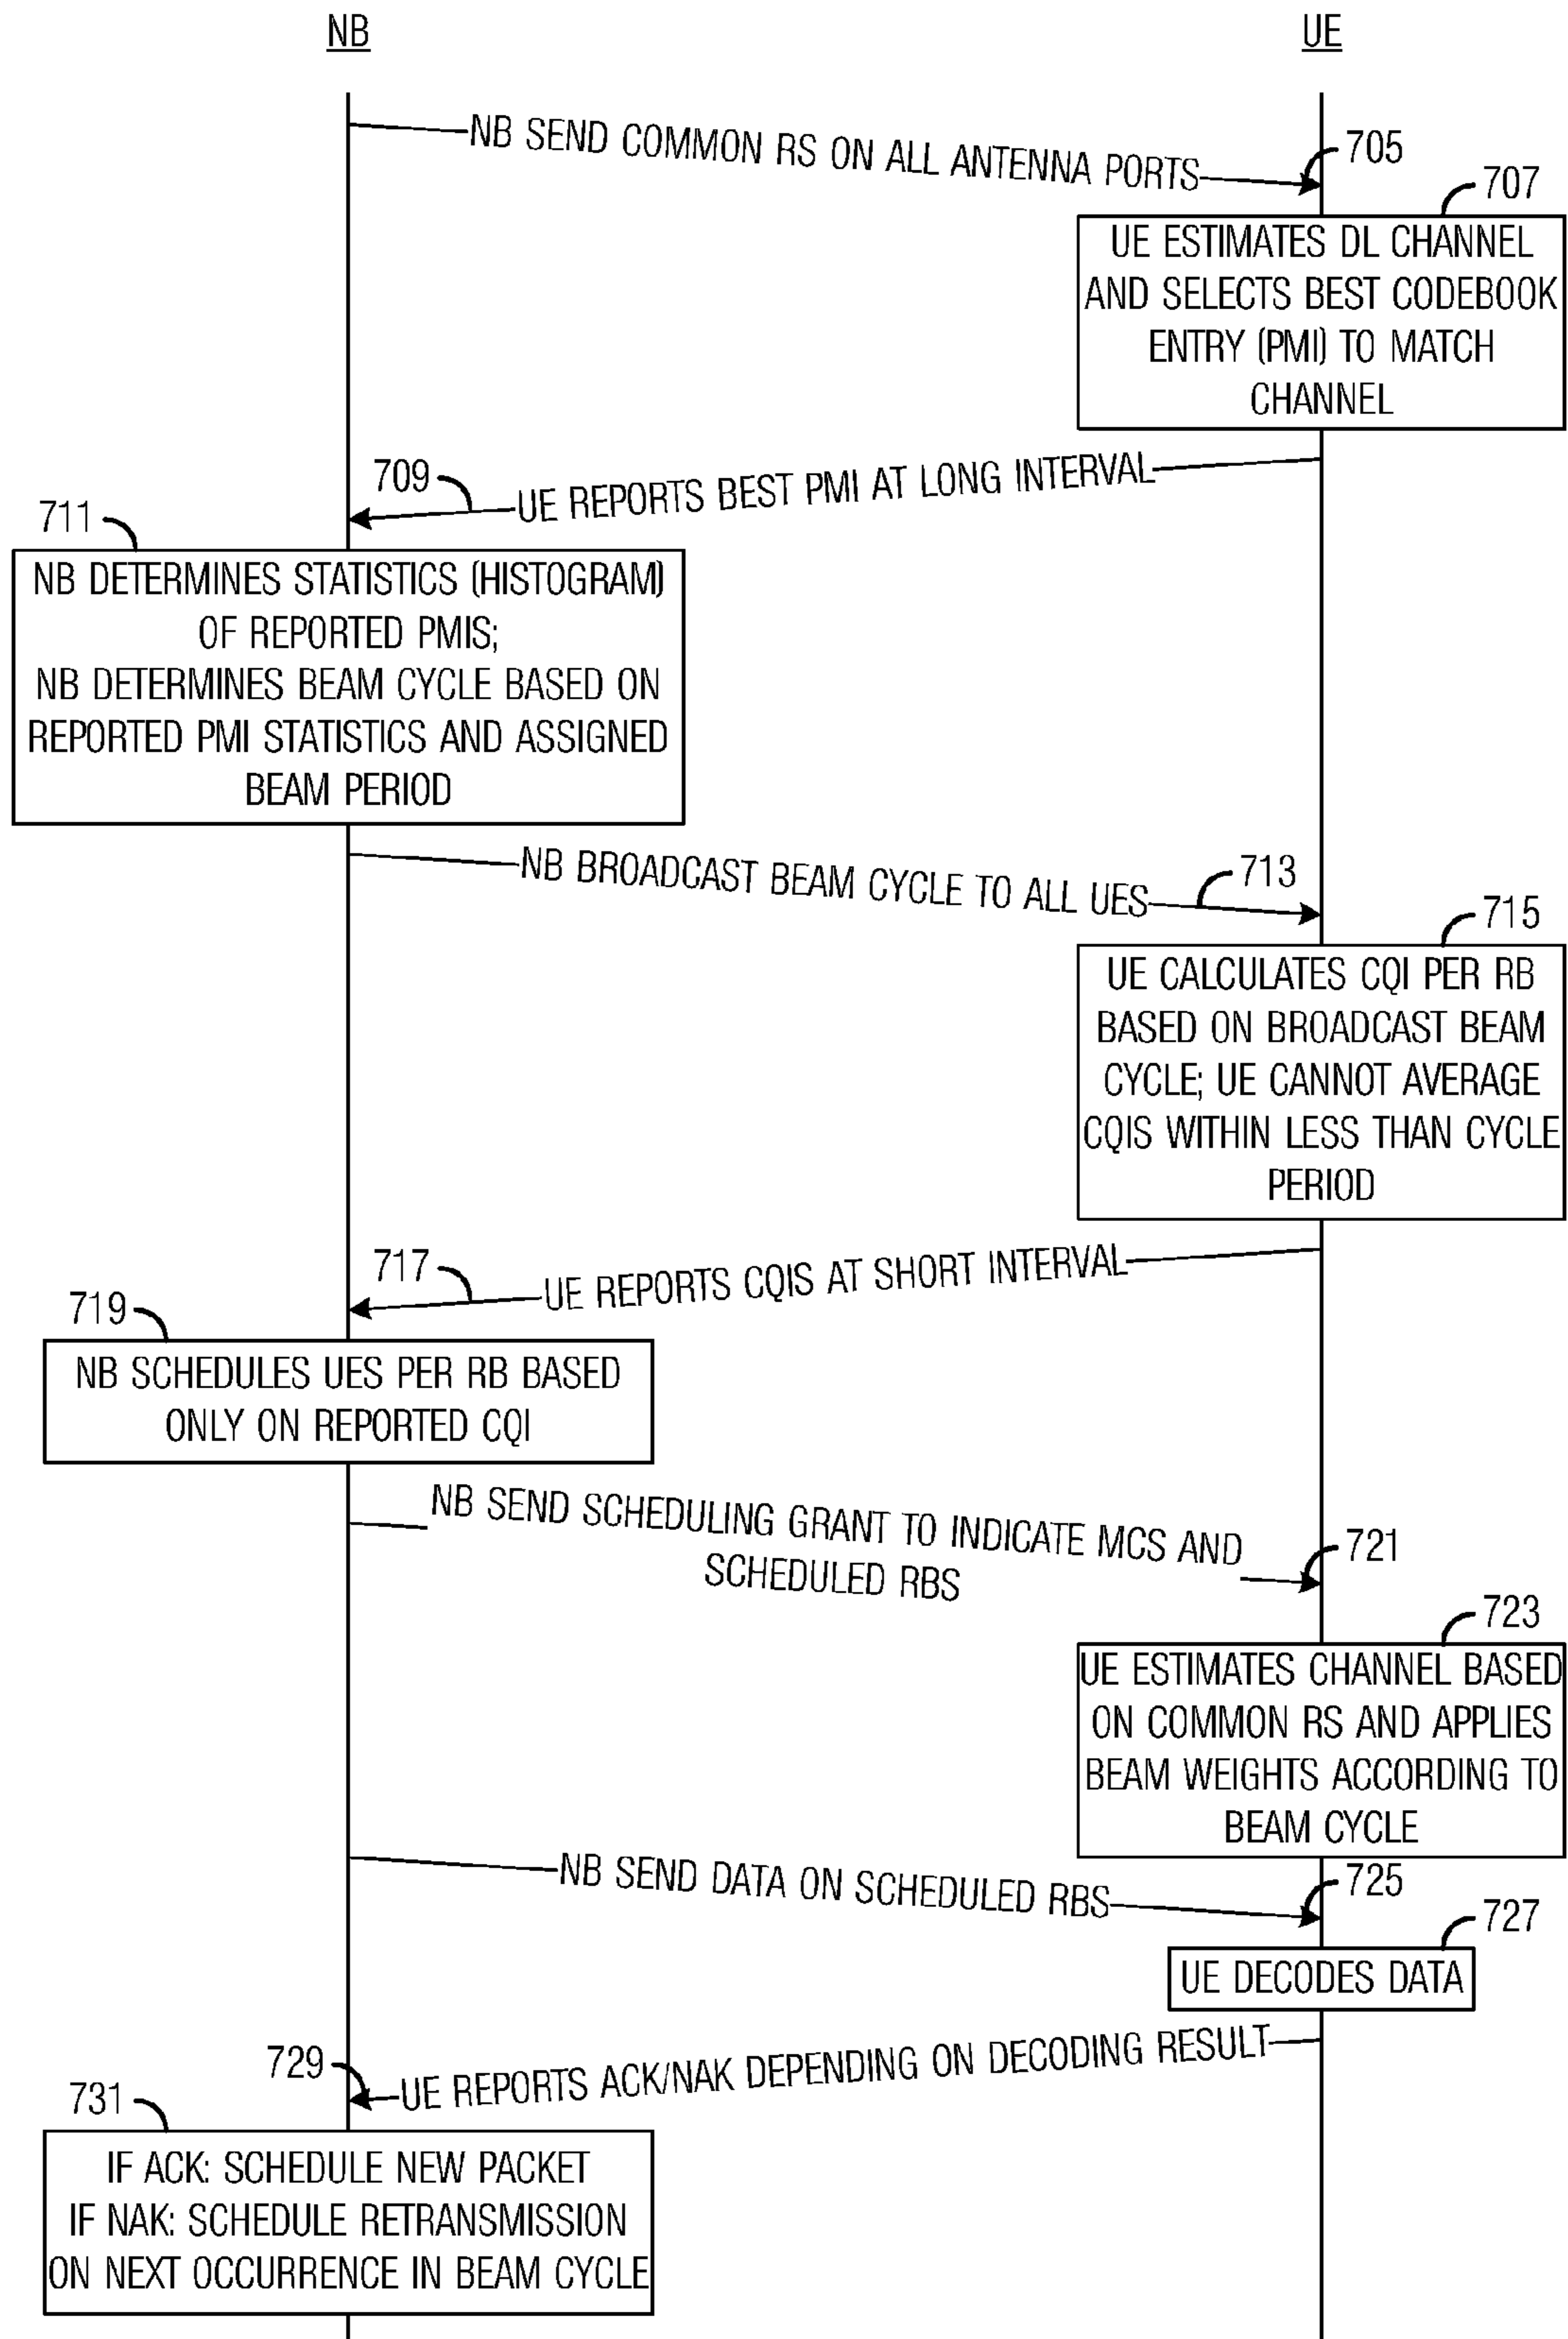 NB
UE
NB SEND COMMON RS ON ALL ANTENNA PORTS
705
707
UE ESTIMATES DL CHANNEL
AND SELECTS BEST CODEBOOK
ENTRY (PMI) TO MATCH
CHANNEL
709
UE REPORTS BEST PMI AT LONG INTERVAL
711
NB DETERMINES STATISTICS (HISTOGRAM)
OF REPORTED PMIS;
NB DETERMINES BEAM CYCLE BASED ON
REPORTED PMI STATISTICS AND ASSIGNED
BEAM PERIOD
NB BROADCAST BEAM CYCLE TO ALL UES
713
715
UE CALCULATES CQI PER RB
BASED ON BROADCAST BEAM
CYCLE; UE CANNOT AVERAGE
CQIS WITHIN LESS THAN CYCLE
PERIOD
717
UE REPORTS CQIS AT SHORT INTERVAL
719
NB SCHEDULES UES PER RB BASED
ONLY ON REPORTED CQI
NB SEND SCHEDULING GRANT TO INDICATE MCS AND
SCHEDULED RBS
721
723
UE ESTIMATES CHANNEL BASED
ON COMMON RS AND APPLIES
BEAM WEIGHTS ACCORDING TO
BEAM CYCLE
NB SEND DATA ON SCHEDULED RBS
725
727
UE DECODES DATA
729
UE REPORTS ACK/NAK DEPENDING ON DECODING RESULT
731
IF ACK: SCHEDULE NEW PACKET
IF NAK: SCHEDULE RETRANSMISSION
ON NEXT OCCURRENCE IN BEAM CYCLE